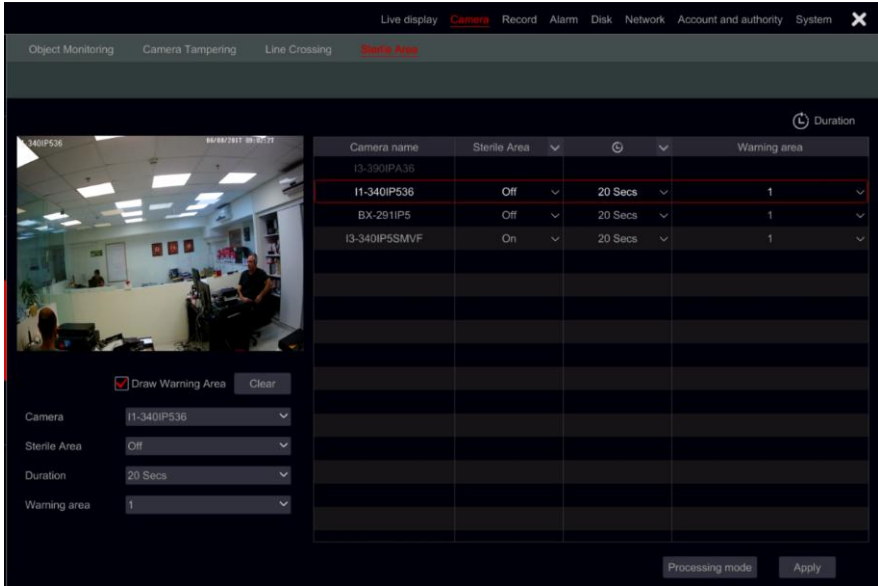 Live display Camera Record Alarm Disk Network Account and authority System
Object Monitoring Camera Tampering Line Crossing Sterile Area
Duration
Camera name Sterile Area Warning area
I3-390IPA36
I1-340IP536 Off 20 Secs 1
BX-291IP5 Off 20 Secs 1
I3-340IP5SMVF On 20 Secs 1
-340IP536 06/08/2017
Draw Warning Area Clear
Camera I1-340IP536
Sterile Area Off
Duration 20 Secs
Warning area 1
Processing mode Apply